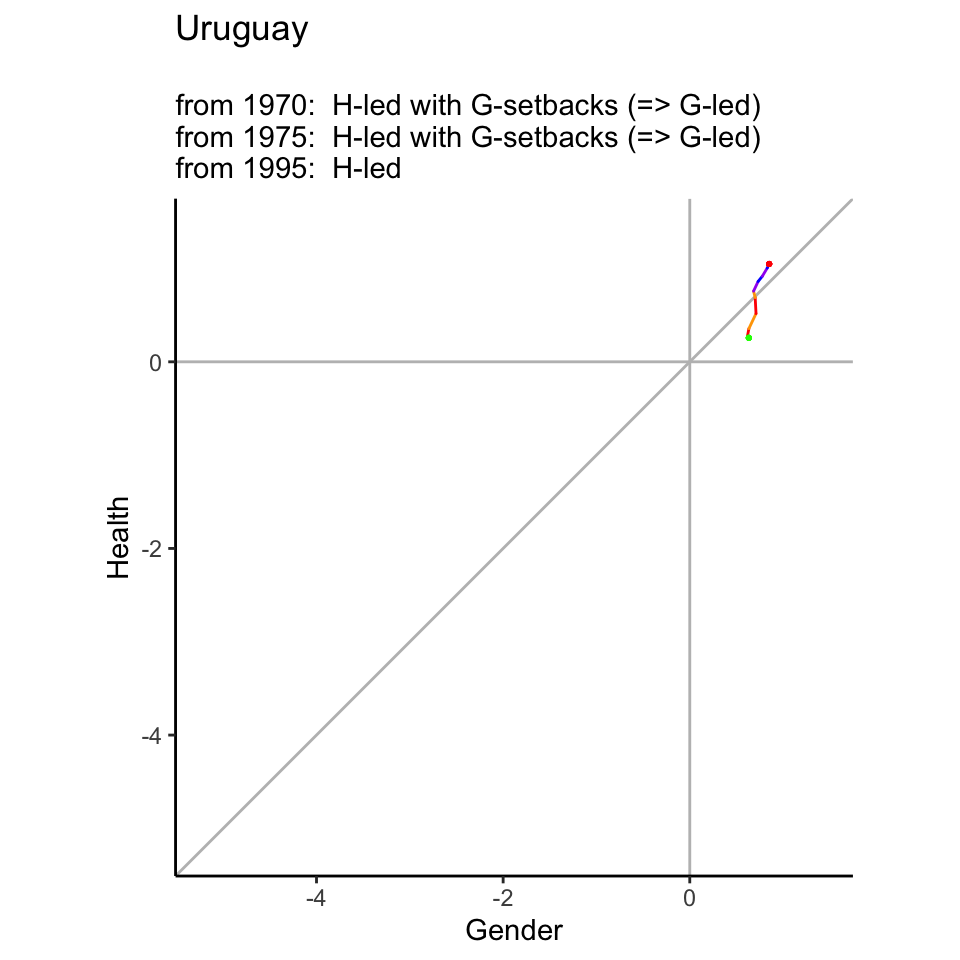 Uruguay
from 1970:  H-led with G-setbacks (=> G-led)
from 1975:  H-led with G-setbacks (=> G-led)
from 1995:  H-led
0
-2
-4
Health
-4
-2
0
Gender